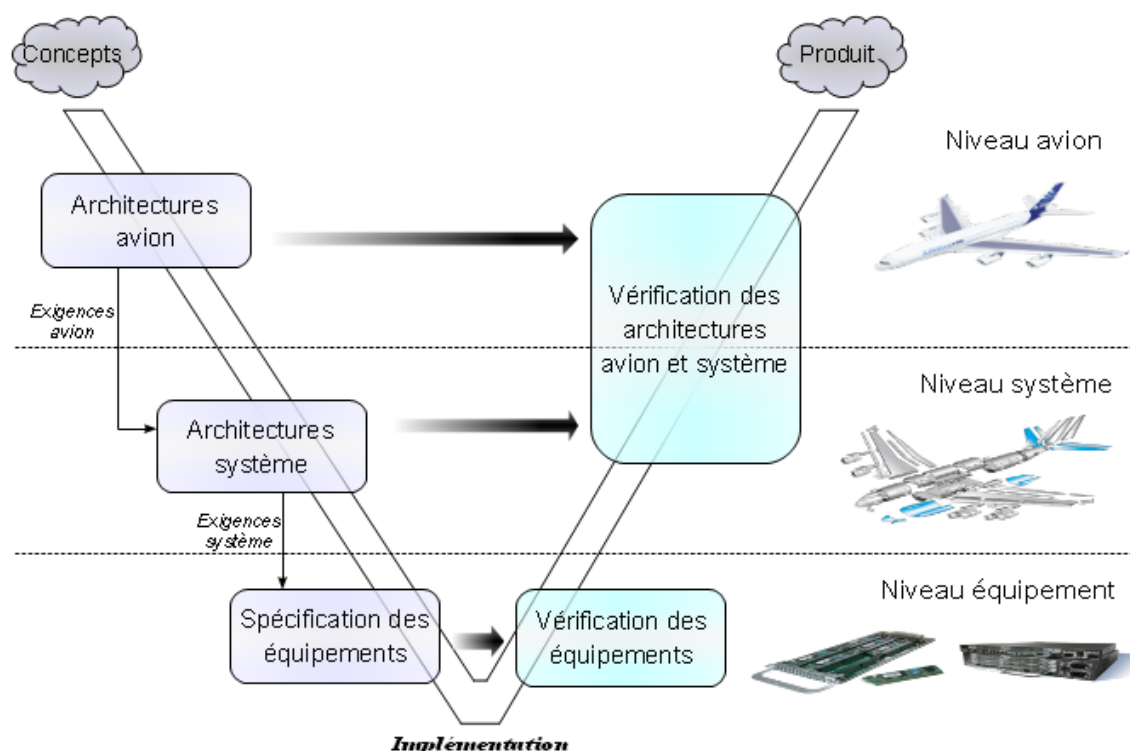 Concepts
Produit
Niveau avion
Architectures
avion
Exigences
avion
Vérification des
architectures
avion et système
Niveau système
Architectures
système
Exigences
système
Niveau équipement
Spécification des
équipements
Vérification des
équipements
Implémentation